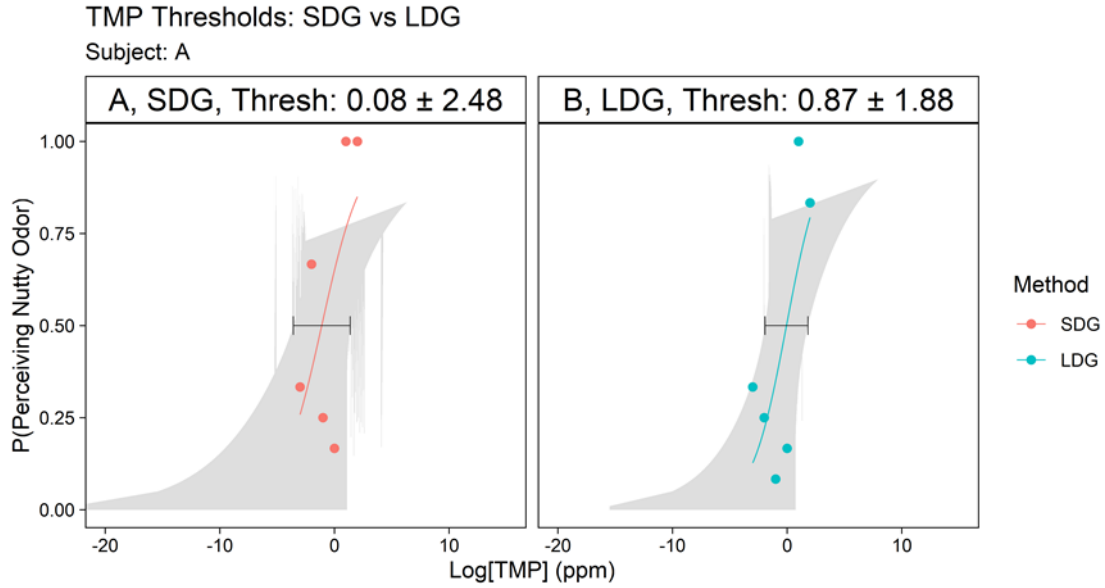 TMP Thresholds: SDG vs LDG
Subject: A
A, SDG, Thresh: 0.08 ± 2.48
B, LDG, Thresh: 0.87 ± 1.88
P(Perceiving Nutty Odor)
1.00
0.75
0.50
0.25
0.00
-20
-10
0
10
-20
-10
0
10
Log[TMP] (ppm)
Method
SDG
LDG